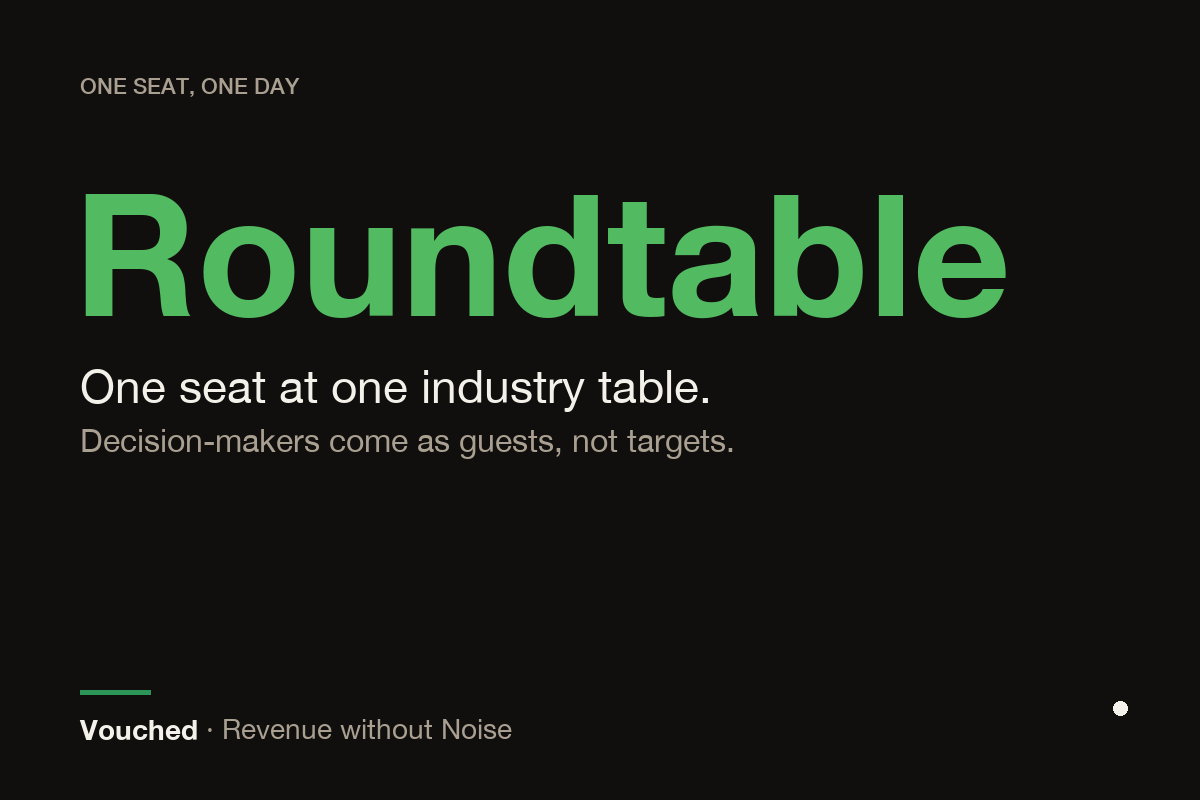 ONE SEAT, ONE DAY
Roundtable
One seat at one industry table.
Decision-makers come as guests, not targets.
Vouched · Revenue without Noise